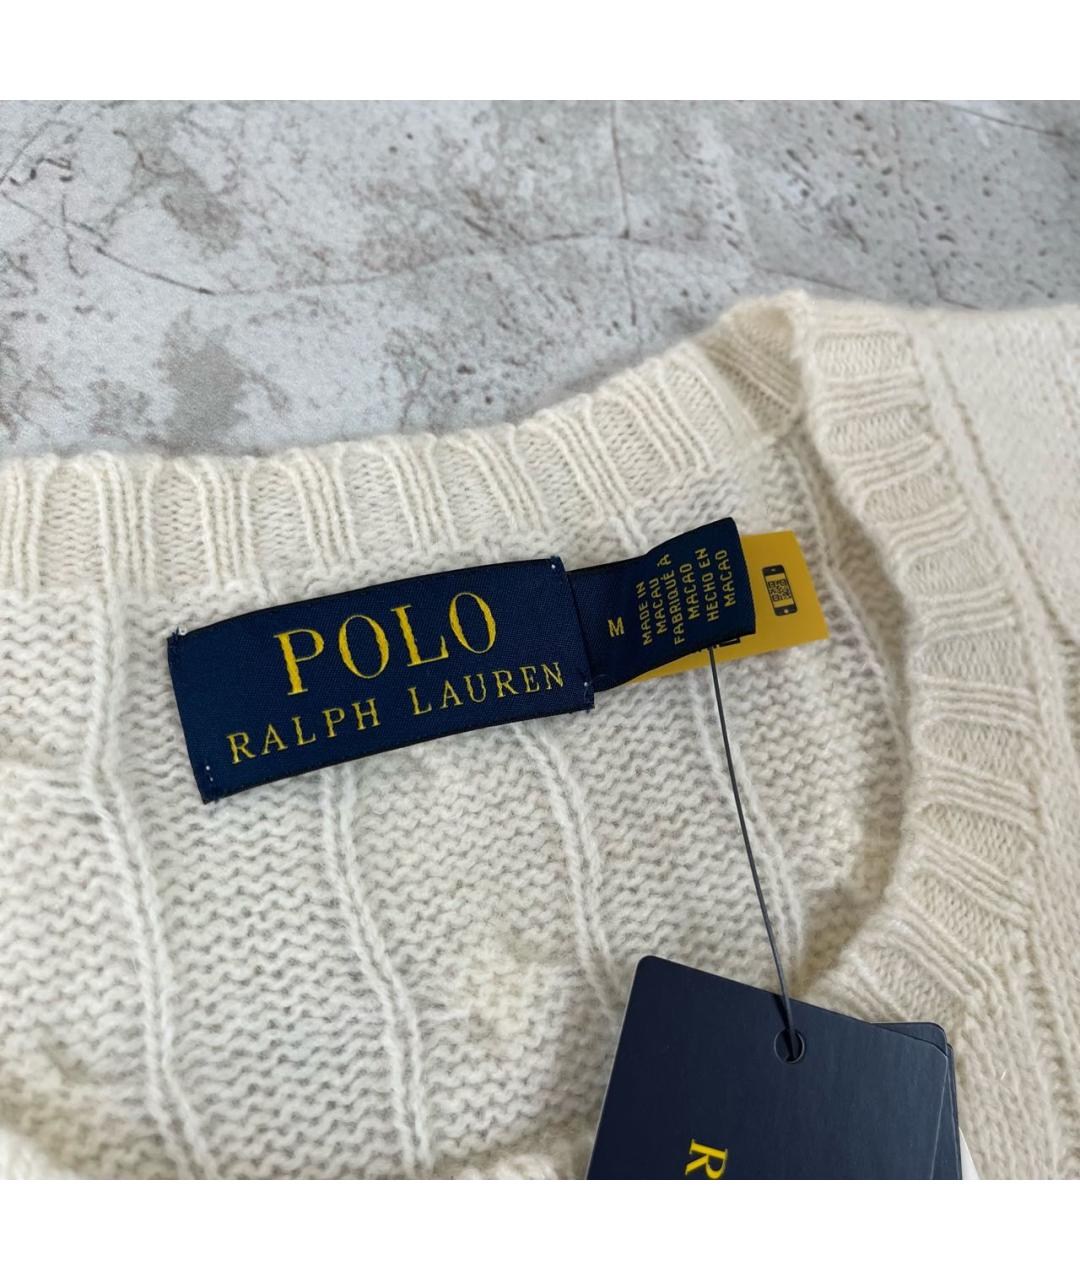 POLO
RALPH LAUREN
M
MADE IN
MACAU
FABRIQUÉ À
MACAO
HECHO EN
MACAO
R